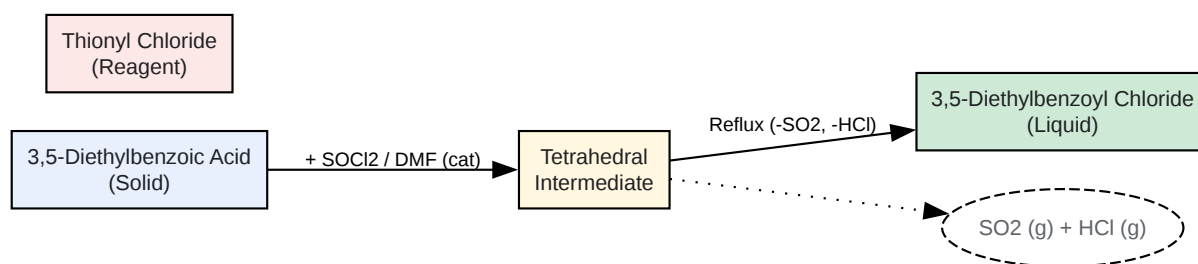 Thionyl Chloride
(Reagent)
3,5-Diethylbenzoic Acid
(Solid)
+ SOCl2 / DMF (cat)
Tetrahedral
Intermediate
Reflux (-SO2, -HCl)
3,5-Diethylbenzoyl Chloride
(Liquid)
SO2 (g) + HCl (g)